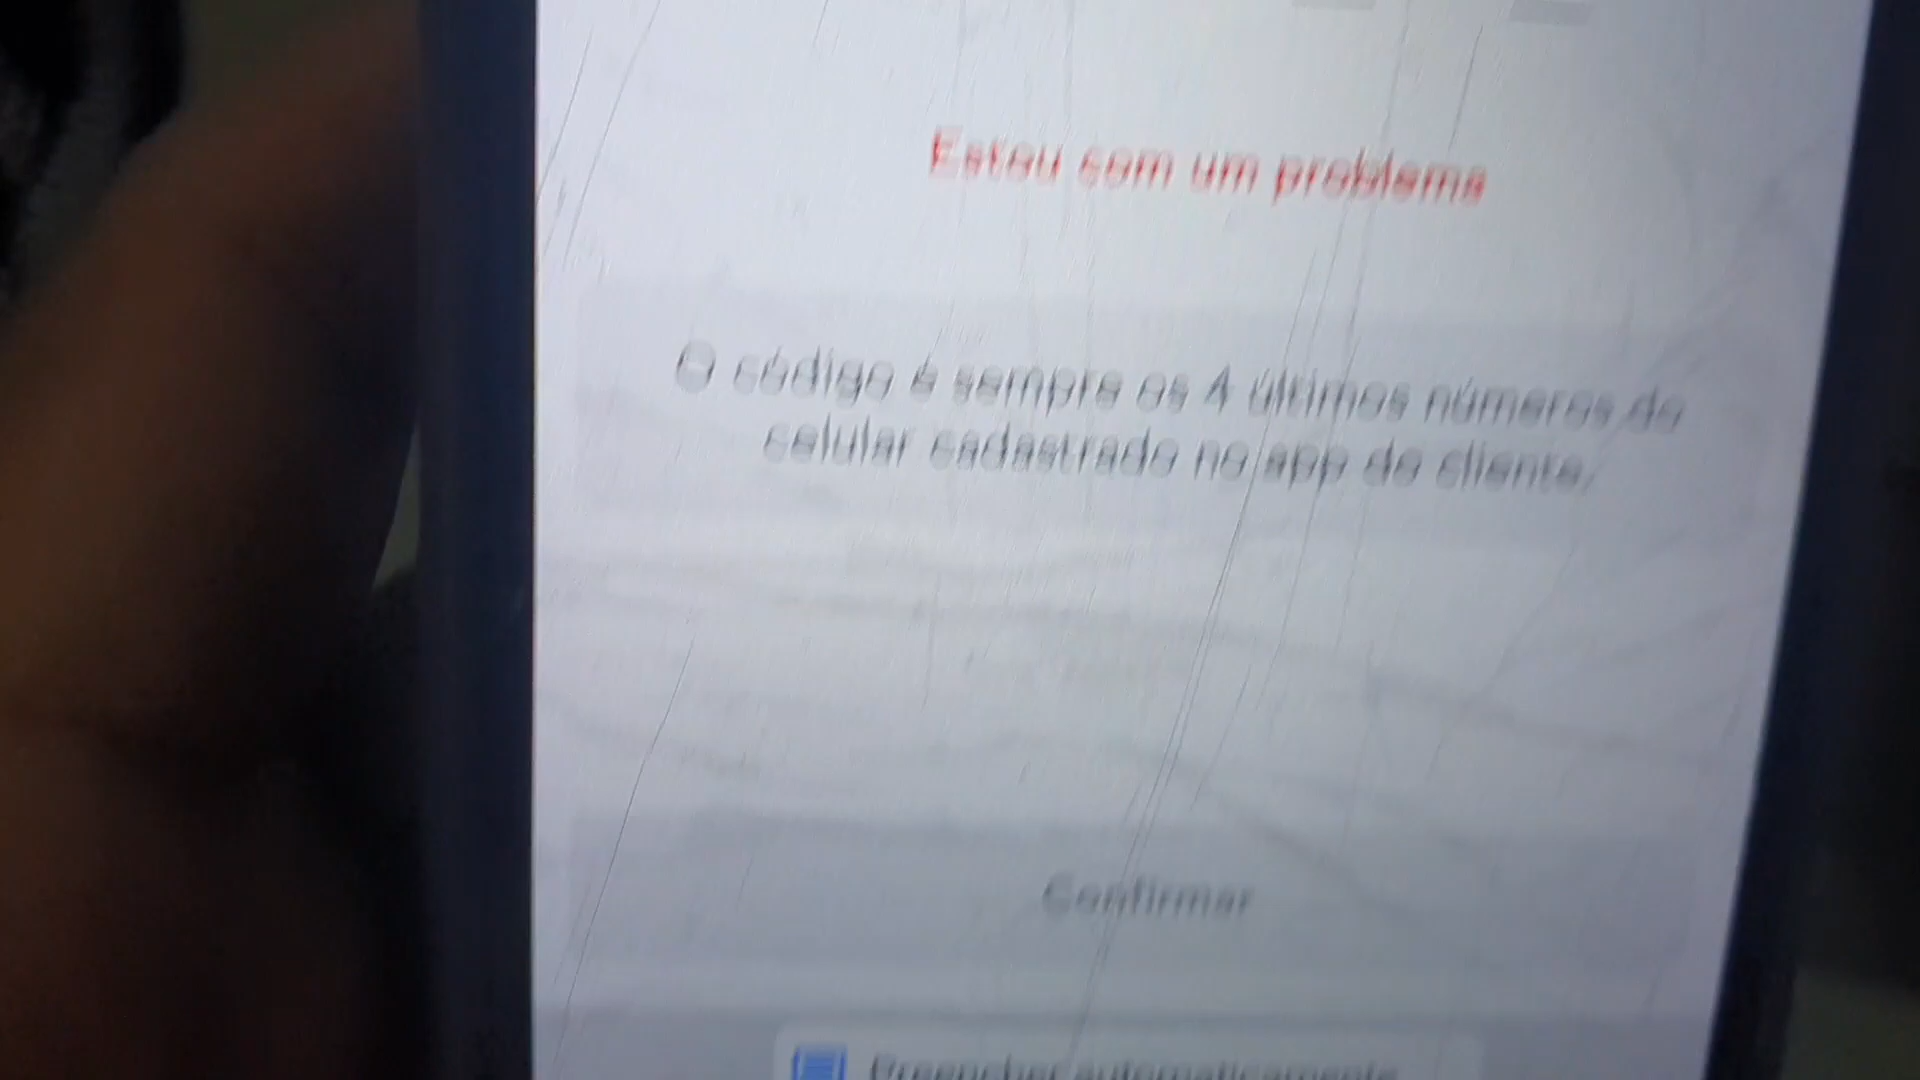 Estou com um problema
O código é sempre os 4 últimos números do
celular cadastrado no app do cliente.
Confirmar
Preencher automaticamente